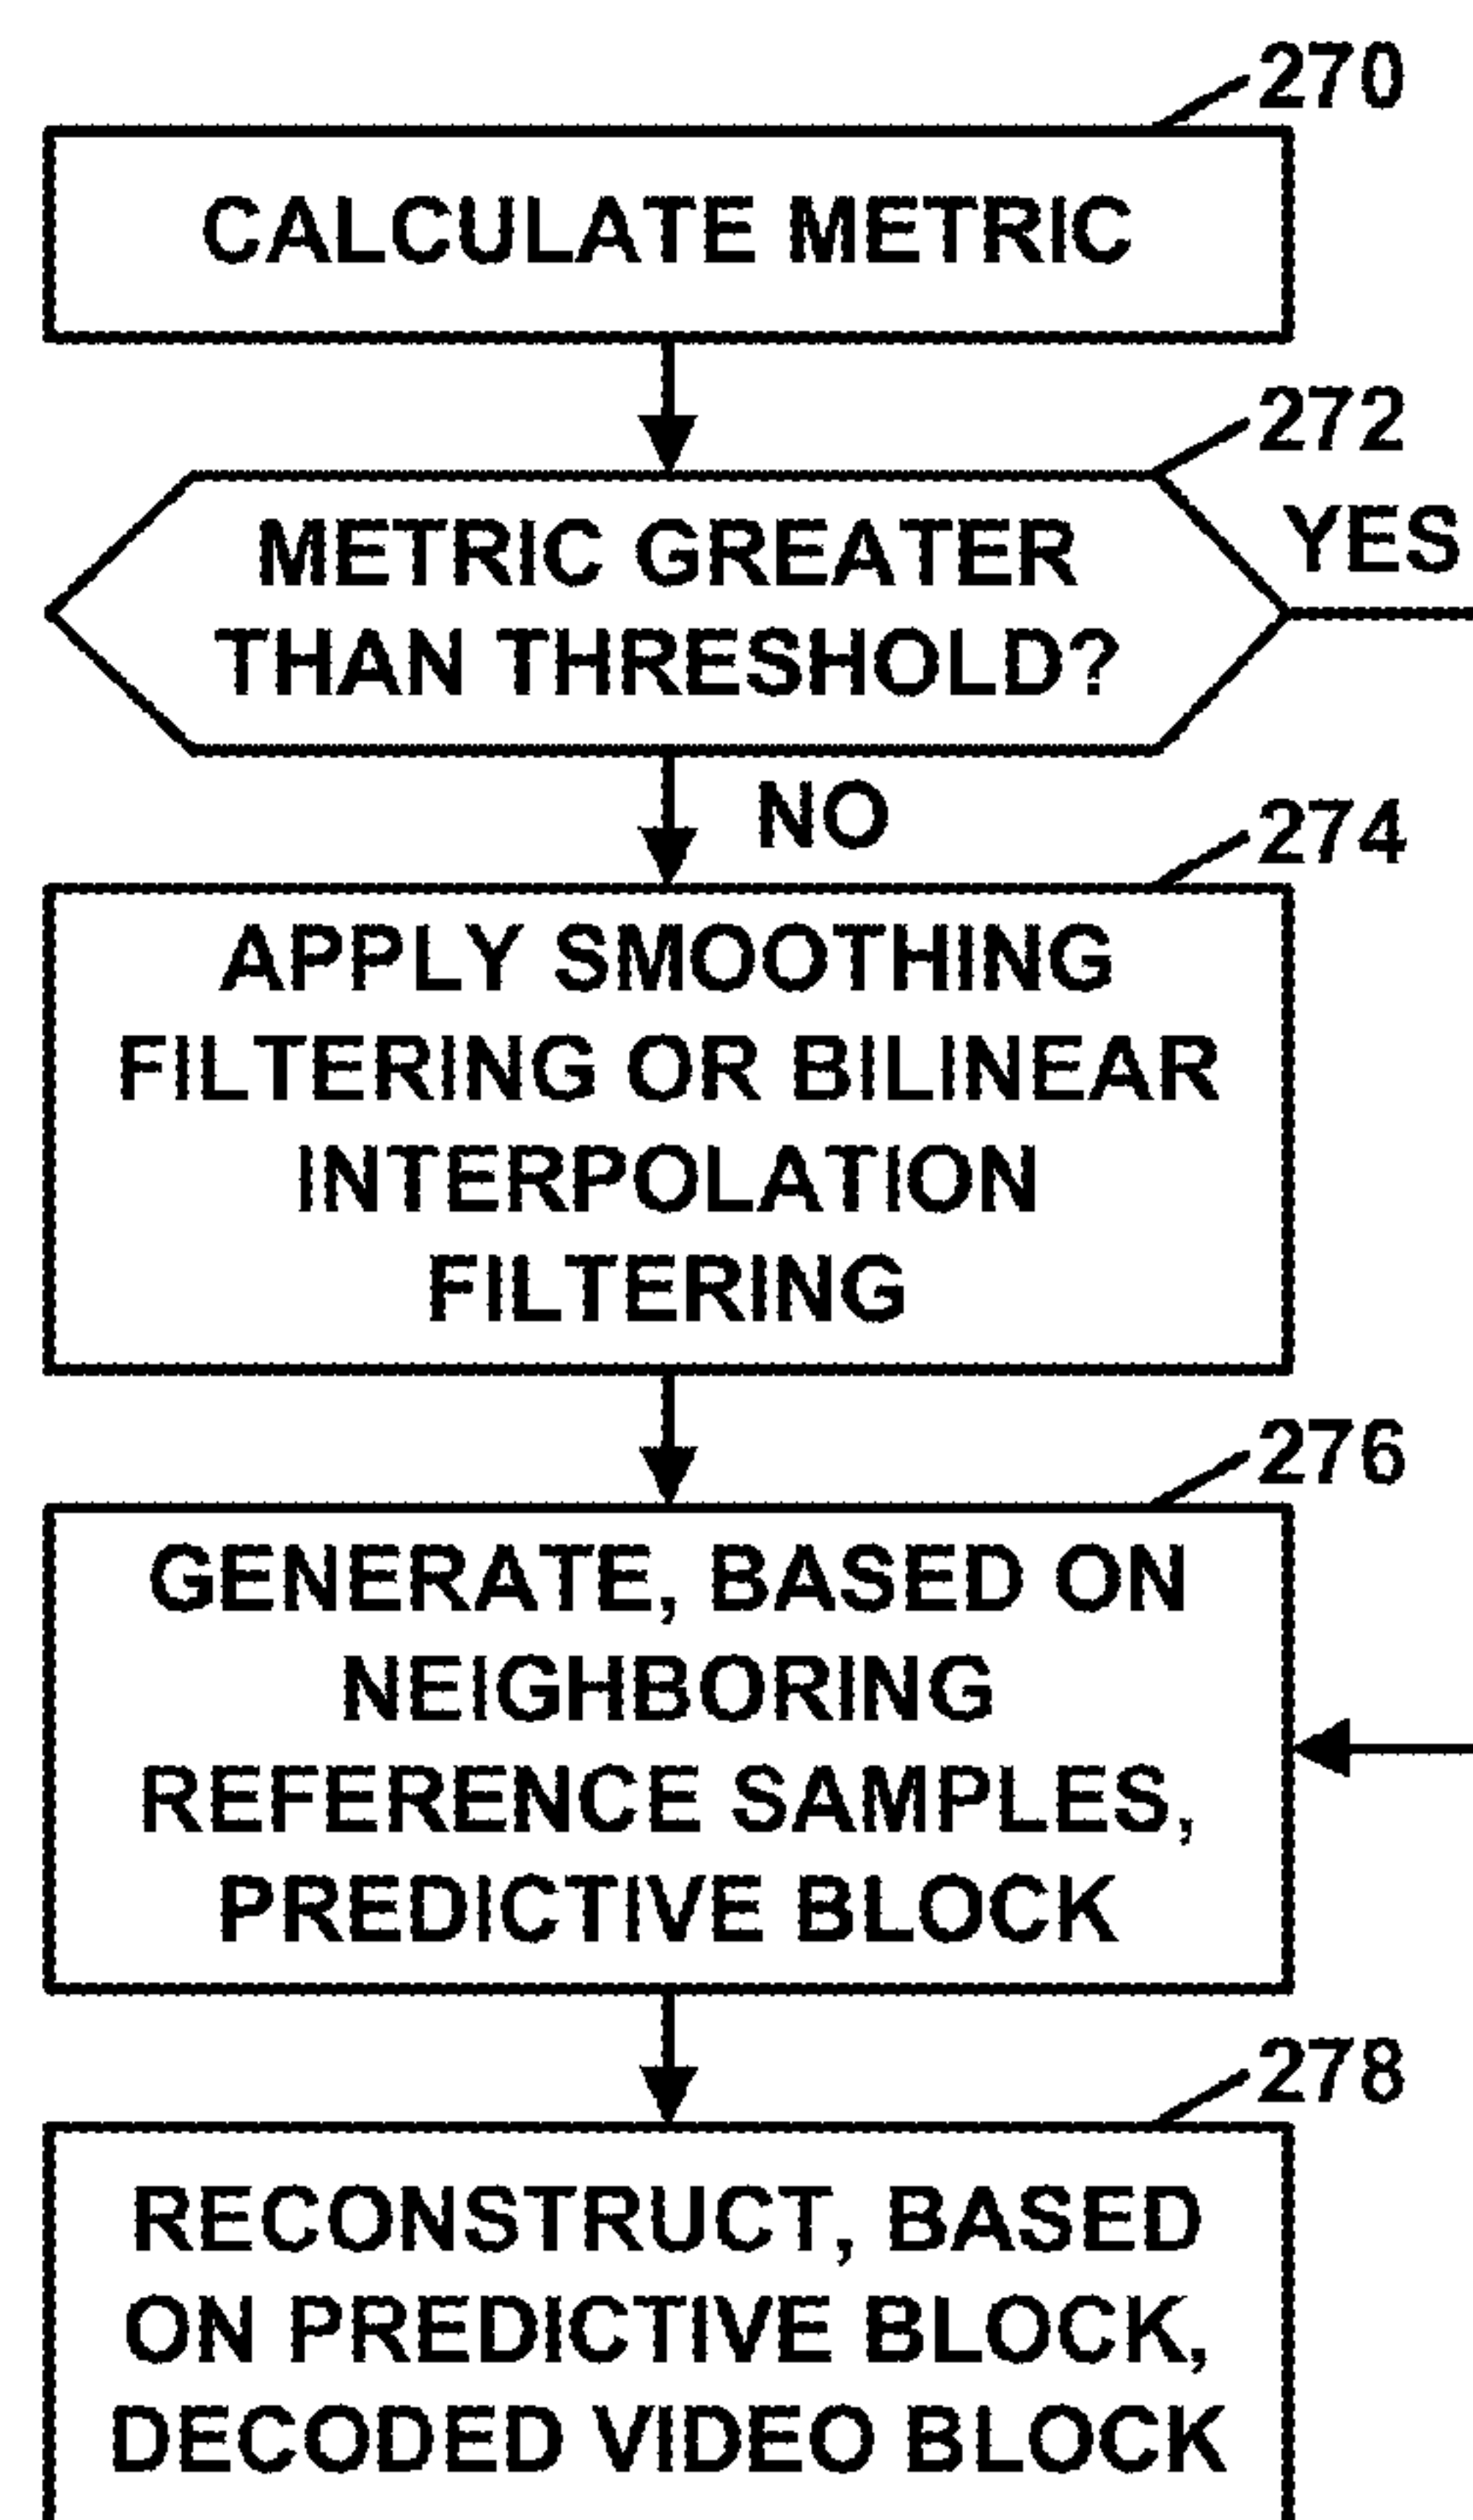 270
CALCULATE METRIC
272
METRIC GREATER
THAN THRESHOLD?
YES
NO
274
APPLY SMOOTHING
FILTERING OR BILINEAR
INTERPOLATION
FILTERING
276
GENERATE, BASED ON
NEIGHBORING
REFERENCE SAMPLES,
PREDICTIVE BLOCK
278
RECONSTRUCT, BASED
ON PREDICTIVE BLOCK,
DECODED VIDEO BLOCK